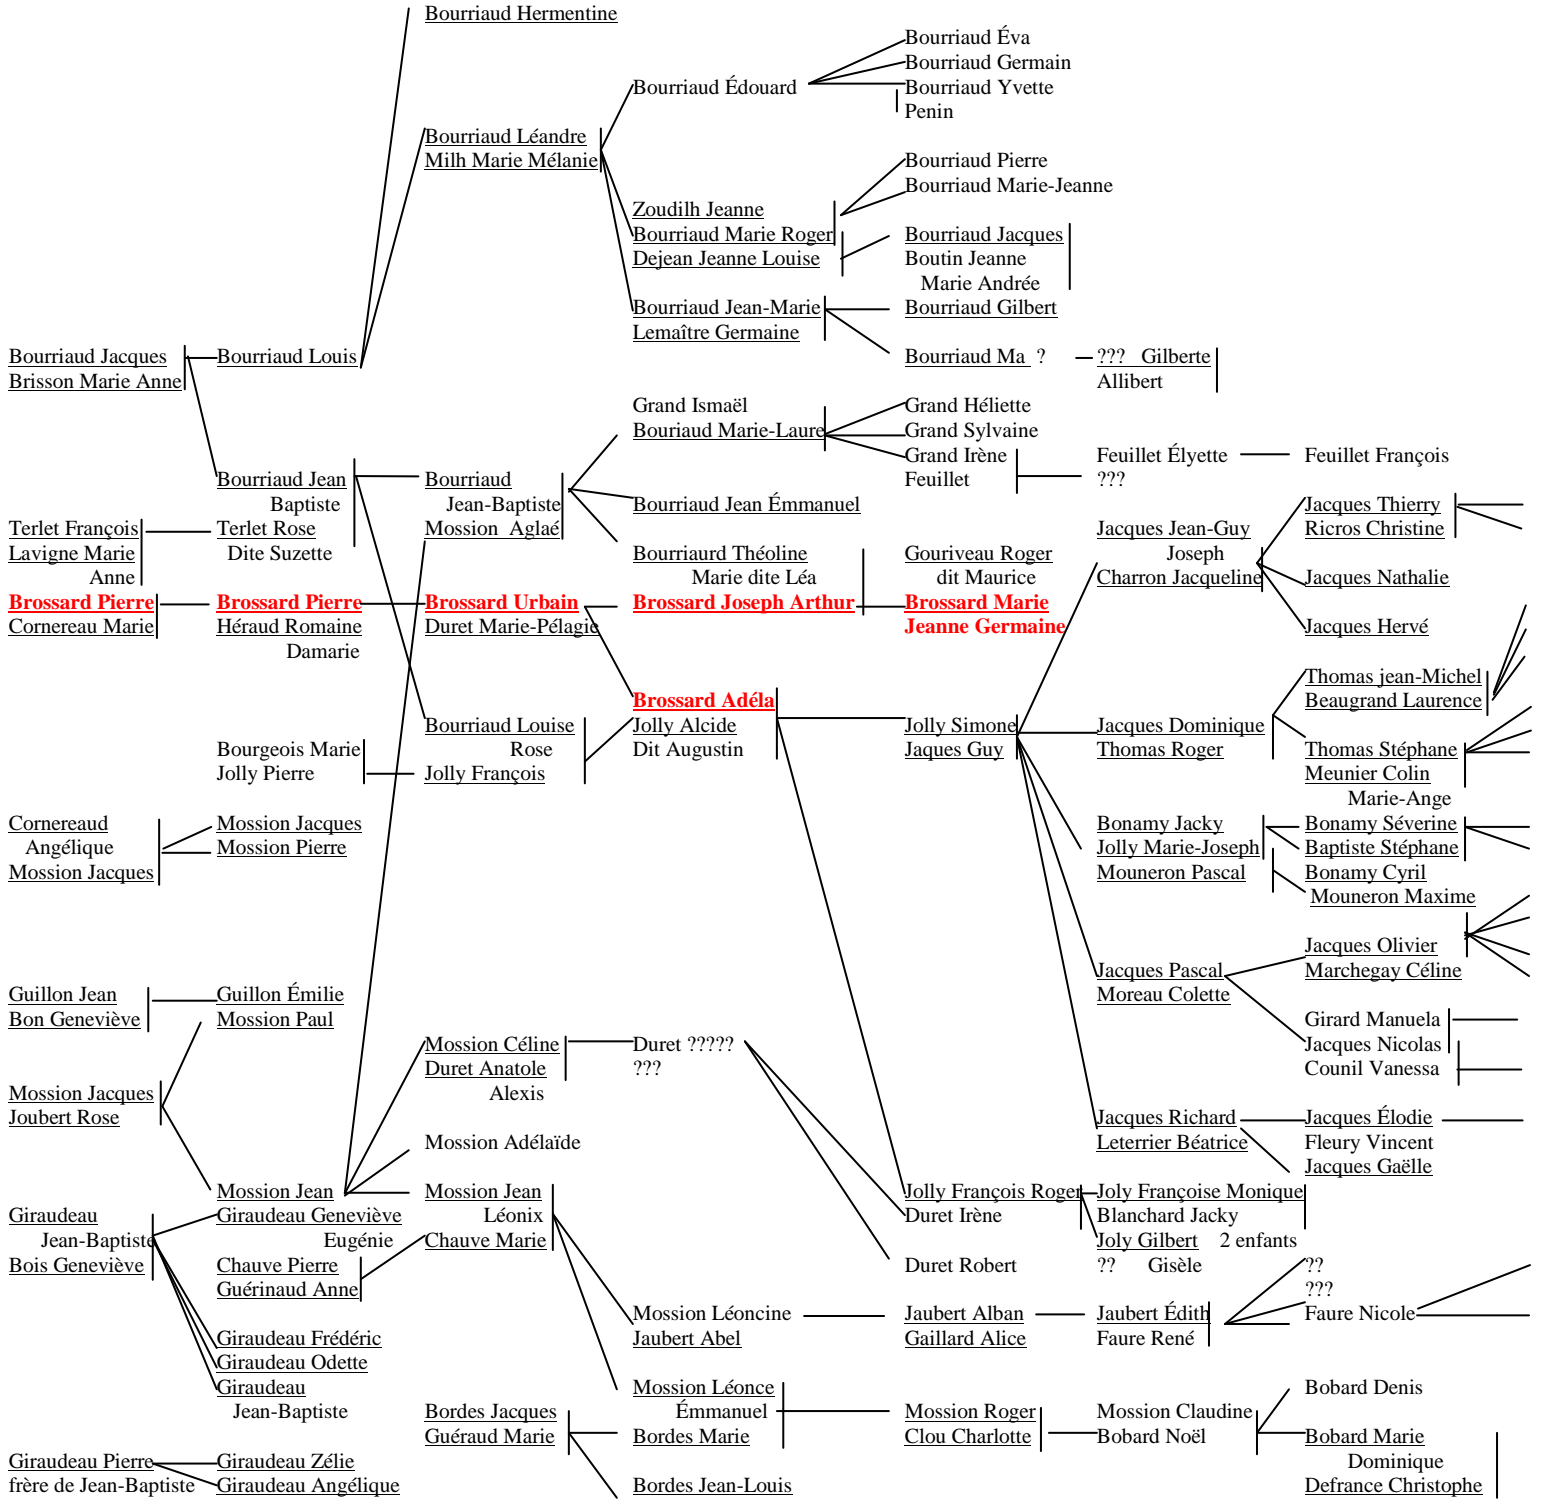 Bourriaud Hermentine
Bourriaud Éva
Bourriaud Germain
Bourriaud Édouard
Bourriaud Yvette
Penin
Bourriaud Léandre
Milh Marie Mélanie
Bourriaud Pierre
Bourriaud Marie-Jeanne
Zoudilh Jeanne
Bourriaud Marie Roger
Bourriaud Jacques
Dejean Jeanne Louise
Boutin Jeanne
Marie Andrée
Bourriaud Jean-Marie
Bourriaud Gilbert
Lemaître Germaine
Bourriaud Jacques
Bourriaud Louis
Bourriaud Ma ?
??? Gilberte
Brisson Marie Anne
Allibert
Grand Ismaël
Grand Héliette
Bouriaud Marie-Laure
Grand Sylvaine
Grand Irène
Feuillet Élyette
Feuillet François
Bourriaud Jean
Bourriaud
Feuillet
???
Baptiste
Jean-Baptiste
Bourriaud Jean Émmanuel
Jacques Thierry
Terlet François
Terlet Rose
Mossion Aglaé
Jacques Jean-Guy
Ricros Christine
Lavigne Marie
Dite Suzette
Bourriaurd Théoline
Gouriveau Roger
Joseph
Anne
Marie dite Léa
dit Maurice
Charron Jacqueline
Jacques Nathalie
Brossard Pierre
Brossard Pierre
Brossard Urbain
Brossard Joseph Arthur
Brossard Marie
Cornereau Marie
Héraud Romaine
Duret Marie-Pélagie
Jeanne Germaine
Jacques Hervé
Damarie
Thomas jean-Michel
Brossard Adéla
Beaugrand Laurence
Bourriaud Louise
Jolly Alcide
Jolly Simone
Jacques Dominique
Bourgeois Marie
Rose
Dit Augustin
Jaques Guy
Thomas Roger
Thomas Stéphane
Jolly Pierre
Jolly François
Meunier Colin
Marie-Ange
Cornereaud
Mossion Jacques
Bonamy Jacky
Bonamy Séverine
Angélique
Mossion Pierre
Jolly Marie-Joseph
Baptiste Stéphane
Mossion Jacques
Mouneron Pascal
Bonamy Cyril
Mouneron Maxime
Jacques Olivier
Jacques Pascal
Marchegay Céline
Guillon Jean
Guillon Émilie
Moreau Colette
Bon Geneviève
Mossion Paul
Girard Manuela
Mossion Céline
Duret ?????
Jacques Nicolas
Duret Anatole
???
Counil Vanessa
Mossion Jacques
Alexis
Joubert Rose
Jacques Richard
Jacques Élodie
Mossion Adélaïde
Leterrier Béatrice
Fleury Vincent
Jacques Gaëlle
Mossion Jean
Mossion Jean
Jolly François Roger
Joly Françoise Monique
Giraudeau
Giraudeau Geneviève
Léonix
Duret Irène
Blanchard Jacky
Jean-Baptiste
Eugénie
Chauve Marie
Joly Gilbert 2 enfants
Bois Geneviève
Chauve Pierre
Duret Robert
?? Gisèle
??
Guérinaud Anne
???
Mossion Léoncine
Jaubert Alban
Jaubert Édith
Faure Nicole
Giraudeau Frédéric
Jaubert Abel
Gaillard Alice
Faure René
Giraudeau Odette
Giraudeau
Mossion Léonce
Bobard Denis
Jean-Baptiste
Bordes Jacques
Émmanuel
Mossion Roger
Mossion Claudine
Guéraud Marie
Bordes Marie
Clou Charlotte
Bobard Noël
Bobard Marie
Giraudeau Pierre
Giraudeau Zélie
Dominique
frère de Jean-Baptiste
Giraudeau Angélique
Bordes Jean-Louis
Defrance Christophe